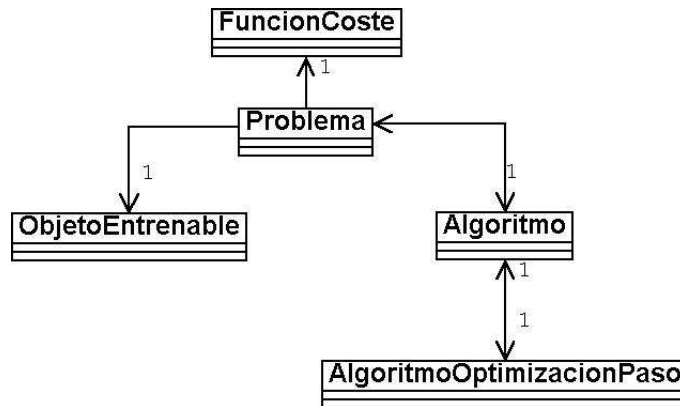 FuncionCoste
1
Problema
1
1
ObjetoEntrenable
Algoritmo
1
1
AlgoritmoOptimizacionPaso